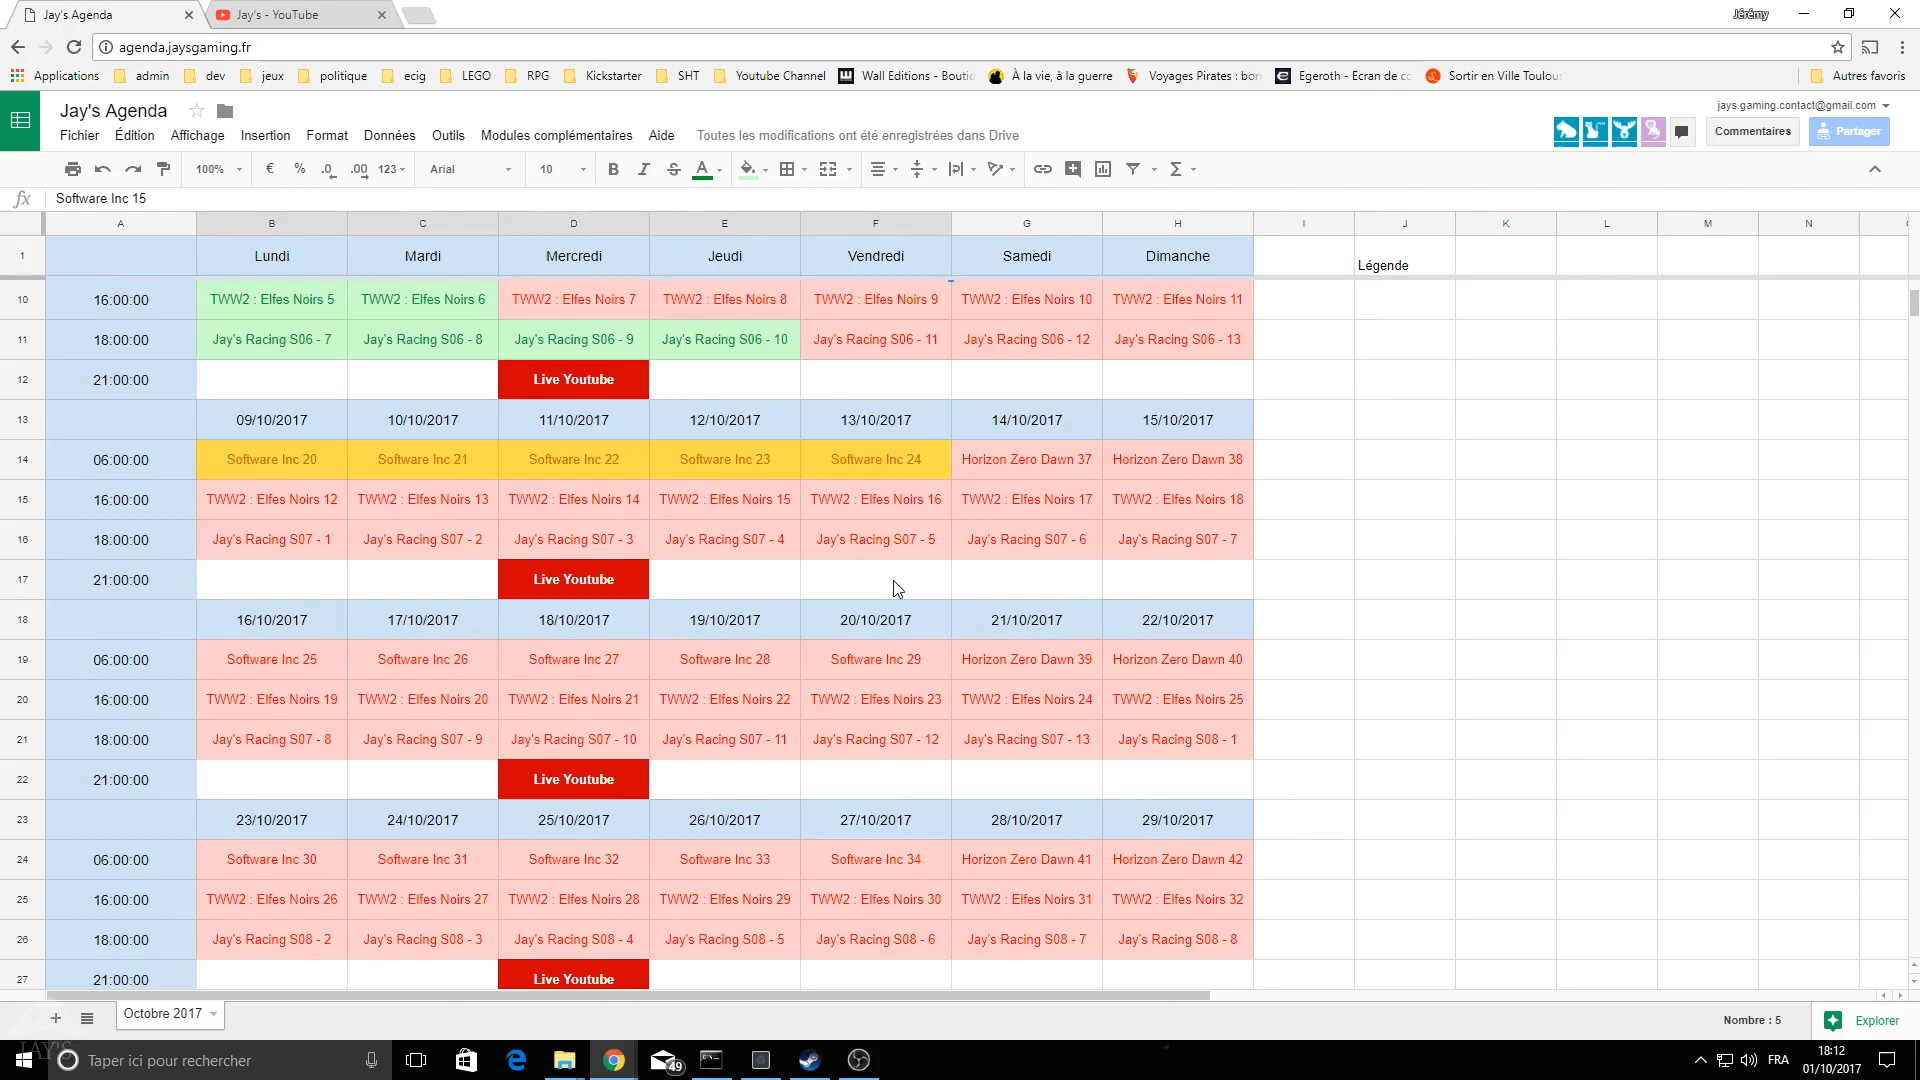 Jay's Agenda
Jay's - YouTube
Jérémy
agenda.jaysgaming.fr
Applications admin dev jeux politique ecig LEGO RPG Kickstarter SHT Youtube Channel Wall Editions - Boutic À la vie, à la guerre Voyages Pirates : bon Egeroth - Ecran de co Sortir en Ville Toulou Autres favoris
Jay's Agenda
jays.gaming.contact@gmail.com
Fichier Édition Affichage Insertion Format Données Outils Modules complémentaires Aide Toutes les modifications ont été enregistrées dans Drive
Commentaires Partager
100% € % .0 .00 123 Arial 10 B I S A Σ
fx Software Inc 15
A B C D E F G H I J K L M N
1 Lundi Mardi Mercredi Jeudi Vendredi Samedi Dimanche Légende
10 16:00:00 TWW2 : Elfes Noirs 5 TWW2 : Elfes Noirs 6 TWW2 : Elfes Noirs 7 TWW2 : Elfes Noirs 8 TWW2 : Elfes Noirs 9 TWW2 : Elfes Noirs 10 TWW2 : Elfes Noirs 11
11 18:00:00 Jay's Racing S06 - 7 Jay's Racing S06 - 8 Jay's Racing S06 - 9 Jay's Racing S06 - 10 Jay's Racing S06 - 11 Jay's Racing S06 - 12 Jay's Racing S06 - 13
12 21:00:00 Live Youtube
13 09/10/2017 10/10/2017 11/10/2017 12/10/2017 13/10/2017 14/10/2017 15/10/2017
14 06:00:00 Software Inc 20 Software Inc 21 Software Inc 22 Software Inc 23 Software Inc 24 Horizon Zero Dawn 37 Horizon Zero Dawn 38
15 16:00:00 TWW2 : Elfes Noirs 12 TWW2 : Elfes Noirs 13 TWW2 : Elfes Noirs 14 TWW2 : Elfes Noirs 15 TWW2 : Elfes Noirs 16 TWW2 : Elfes Noirs 17 TWW2 : Elfes Noirs 18
16 18:00:00 Jay's Racing S07 - 1 Jay's Racing S07 - 2 Jay's Racing S07 - 3 Jay's Racing S07 - 4 Jay's Racing S07 - 5 Jay's Racing S07 - 6 Jay's Racing S07 - 7
17 21:00:00 Live Youtube
18 16/10/2017 17/10/2017 18/10/2017 19/10/2017 20/10/2017 21/10/2017 22/10/2017
19 06:00:00 Software Inc 25 Software Inc 26 Software Inc 27 Software Inc 28 Software Inc 29 Horizon Zero Dawn 39 Horizon Zero Dawn 40
20 16:00:00 TWW2 : Elfes Noirs 19 TWW2 : Elfes Noirs 20 TWW2 : Elfes Noirs 21 TWW2 : Elfes Noirs 22 TWW2 : Elfes Noirs 23 TWW2 : Elfes Noirs 24 TWW2 : Elfes Noirs 25
21 18:00:00 Jay's Racing S07 - 8 Jay's Racing S07 - 9 Jay's Racing S07 - 10 Jay's Racing S07 - 11 Jay's Racing S07 - 12 Jay's Racing S07 - 13 Jay's Racing S08 - 1
22 21:00:00 Live Youtube
23 23/10/2017 24/10/2017 25/10/2017 26/10/2017 27/10/2017 28/10/2017 29/10/2017
24 06:00:00 Software Inc 30 Software Inc 31 Software Inc 32 Software Inc 33 Software Inc 34 Horizon Zero Dawn 41 Horizon Zero Dawn 42
25 16:00:00 TWW2 : Elfes Noirs 26 TWW2 : Elfes Noirs 27 TWW2 : Elfes Noirs 28 TWW2 : Elfes Noirs 29 TWW2 : Elfes Noirs 30 TWW2 : Elfes Noirs 31 TWW2 : Elfes Noirs 32
26 18:00:00 Jay's Racing S08 - 2 Jay's Racing S08 - 3 Jay's Racing S08 - 4 Jay's Racing S08 - 5 Jay's Racing S08 - 6 Jay's Racing S08 - 7 Jay's Racing S08 - 8
27 21:00:00 Live Youtube
Octobre 2017 Nombre : 5 Explorer
JAY'S
Taper ici pour rechercher 49 FRA 18:12
01/10/2017